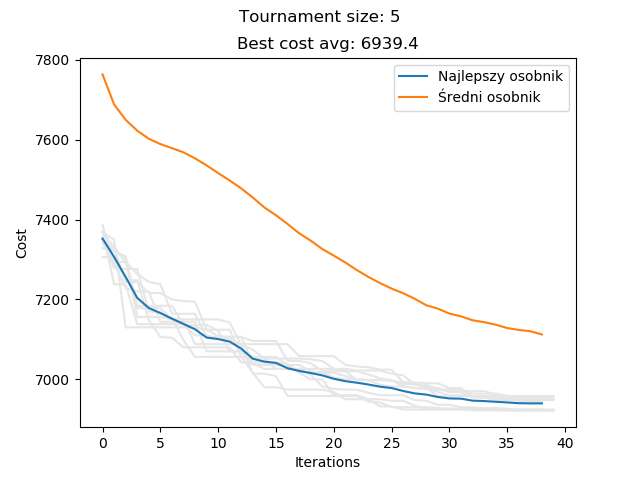 Tournament size: 5
Best cost avg: 6939.4
7800
7600
7400
7200
7000
Cost
Najlepszy osobnik
Średni osobnik
0 5 10 15 20 25 30 35 40
Iterations